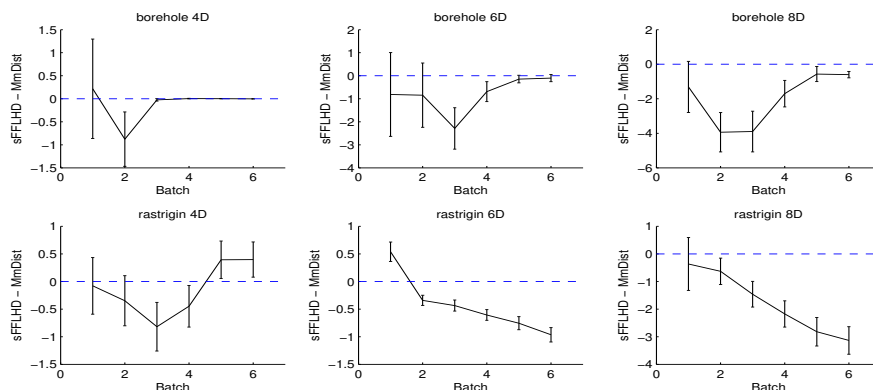 borehole 4D
1.5
1
0.5
0
−0.5
−1
−1.5
sFFLHD − MmDist
0 2 4 6
Batch
borehole 6D
2
1
0
−1
−2
−3
−4
sFFLHD − MmDist
0 2 4 6
Batch
borehole 8D
2
0
−2
−4
−6
sFFLHD − MmDist
0 2 4 6
Batch
rastrigin 4D
1
0.5
0
−0.5
−1
−1.5
sFFLHD − MmDist
0 2 4 6
Batch
rastrigin 6D
1
0.5
0
−0.5
−1
−1.5
sFFLHD − MmDist
0 2 4 6
Batch
rastrigin 8D
1
0
−1
−2
−3
−4
sFFLHD − MmDist
0 2 4 6
Batch